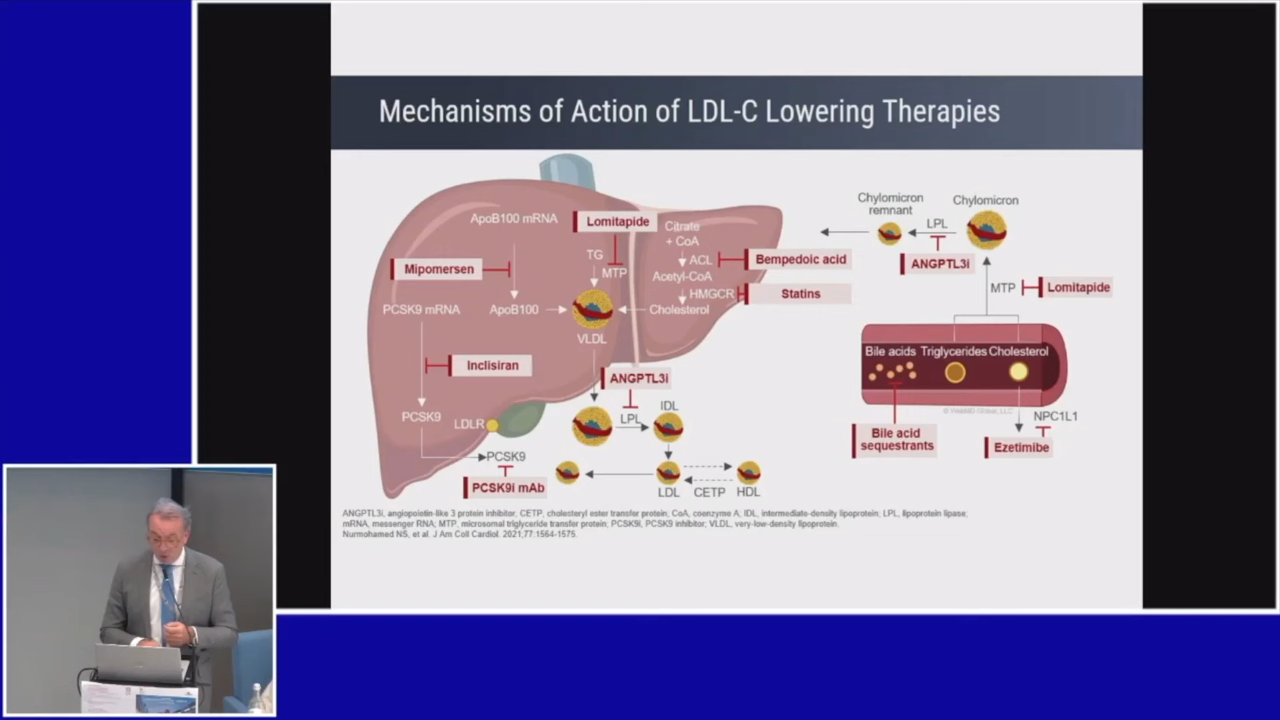 Mechanisms of Action of LDL-C Lowering Therapies
ApoB100 mRNA
Lomitapide
Citrate
+ CoA
ACL
Bempedoic acid
TG
MTP
Acetyl-CoA
Mipomersen
HMGCR
Statins
PCSK9 mRNA
ApoB100
Cholesterol
VLDL
Inclisiran
ANGPTL3i
PCSK9
LDLR
LPL
IDL
PCSK9
PCSK9i mAb
LDL
CETP
HDL
Chylomicron
remnant
Chylomicron
LPL
ANGPTL3i
MTP
Lomitapide
Bile acids
Triglycerides
Cholesterol
NPC1L1
Bile acid
sequestrants
Ezetimibe
ANGPTL3i, angiopoietin-like 3 protein inhibitor; CETP, cholesteryl ester transfer protein; CoA, coenzyme A; IDL, intermediate-density lipoprotein; LPL, lipoprotein lipase;
mRNA, messenger RNA; MTP, microsomal triglyceride transfer protein; PCSK9i, PCSK9 inhibitor; VLDL, very-low-density lipoprotein.
Nurmohamed NS, et al. J Am Coll Cardiol. 2021;77:1564-1575.